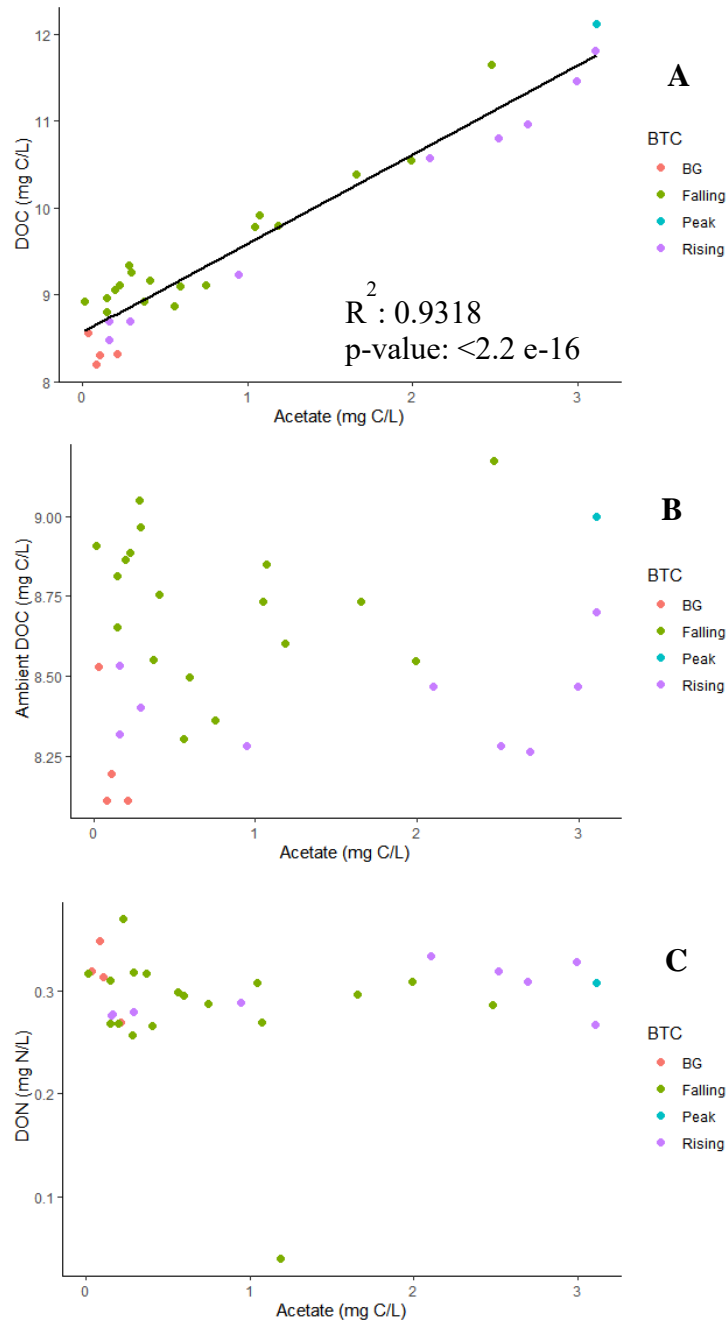 A
12
11
10
9
8
DOC (mg C/L)
R2: 0.9318
p-value: <2.2 e-16
0 1 2 3
Acetate (mg C/L)
BTC
BG
Falling
Peak
Rising
B
9.00
8.75
8.50
8.25
Ambient DOC (mg C/L)
0 1 2 3
Acetate (mg C/L)
BTC
BG
Falling
Peak
Rising
C
0.3
0.2
0.1
DON (mg N/L)
0 1 2 3
Acetate (mg C/L)
BTC
BG
Falling
Peak
Rising